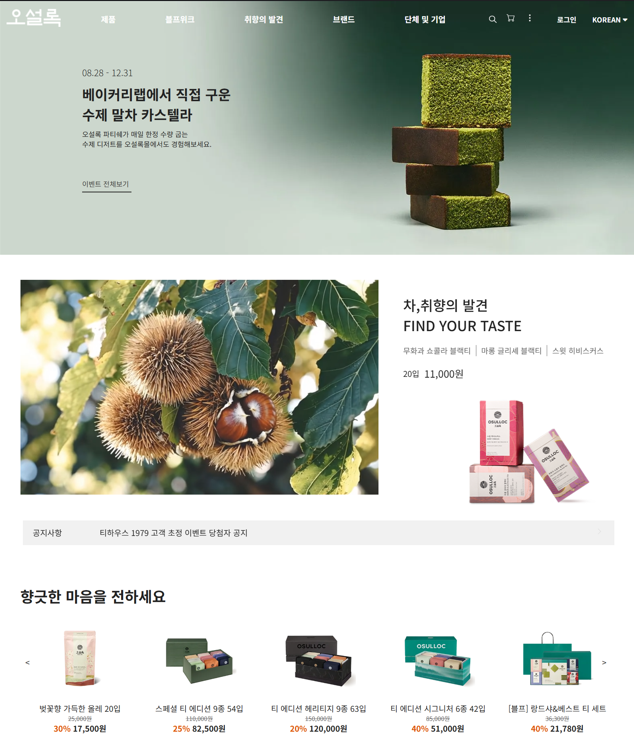 오설록 제품 블프위크 취향의 발견 브랜드 단체 및 기업 로그인 KOREAN
08.28 - 12.31
베이커리랩에서 직접 구운
수제 말차 카스텔라
오설록 파티쉐가 매일 한정 수량 굽는
수제 디저트를 오설록몰에서도 경험해보세요.
이벤트 전체보기
차,취향의 발견
FIND YOUR TASTE
무화과 쇼콜라 블랙티 | 마롱 글라세 블랙티 | 스윗 히비스커스
20입 11,000원
OSULLOC
OSULLOC
OSULLOC
공지사항 티하우스 1979 고객 초청 이벤트 당첨자 공지
향긋한 마음을 전하세요
OSULLOC
OSULLOC
< >
벚꽃향 가득한 올레 20입
25,000원
30% 17,500원
스페셜 티 에디션 9종 54입
110,000원
25% 82,500원
티 에디션 헤리티지 9종 63입
150,000원
20% 120,000원
티 에디션 시그니처 6종 42입
85,000원
40% 51,000원
[블프] 랑드샤&베스트 티 세트
36,300원
40% 21,780원